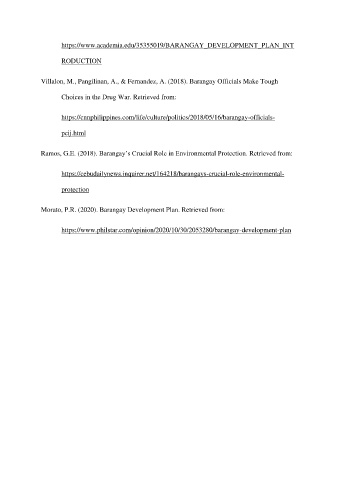 https://www.academia.edu/35355019/BARANGAY_DEVELOPMENT_PLAN_INT
RODUCTION
Villalon, M., Pangilinan, A., & Fernandez, A. (2018). Barangay Officials Make Tough
Choices in the Drug War. Retrieved from:
https://cnnphilippines.com/life/culture/politics/2018/05/16/barangay-officials-
pcij.html
Ramos, G.E. (2018). Barangay's Crucial Role in Environmental Protection. Retrieved from:
https://cebudailynews.inquirer.net/164218/barangays-crucial-role-environmental-
protection
Morato, P.R. (2020). Barangay Development Plan. Retrieved from:
https://www.philstar.com/opinion/2020/10/30/2053280/barangay-development-plan